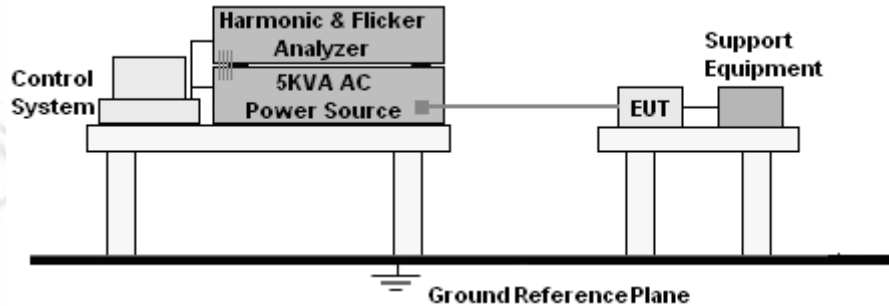 Harmonic & Flicker
Analyzer
Control
System
5KVA AC
Power Source
EUT
Support
Equipment
Ground Reference Plane